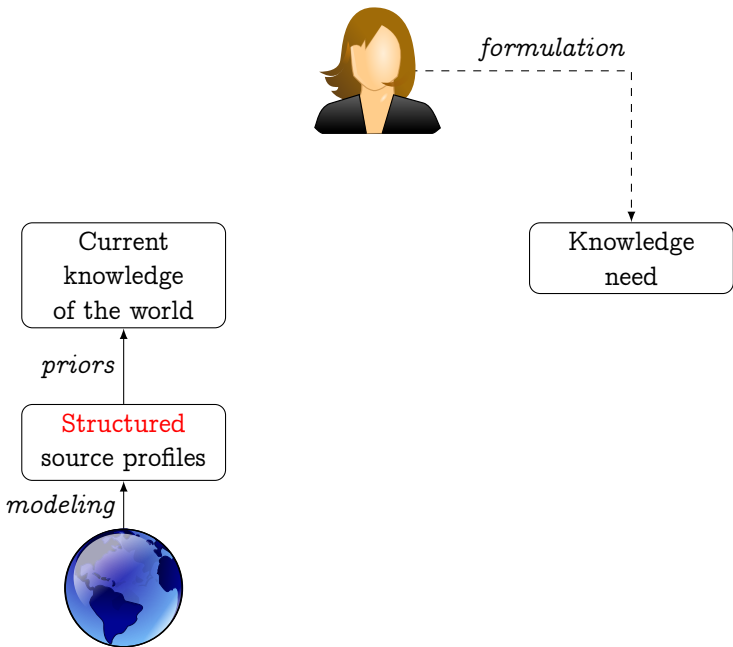 formulation
Current
knowledge
of the world
Knowledge
need
priors
Structured
source profiles
modeling